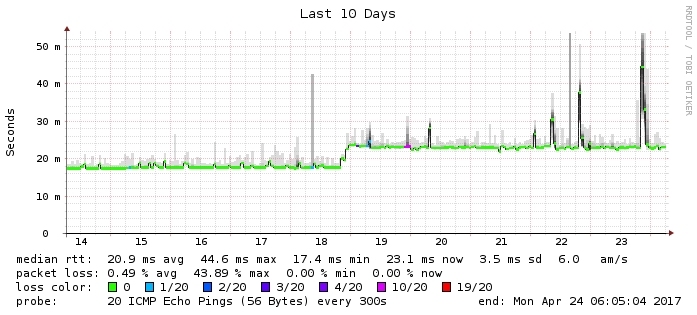 Last 10 Days
RRDTOOL / TOBI OETIKER
Seconds
50 m
40 m
30 m
20 m
10 m
0
14 15 16 17 18 19 20 21 22 23
median rtt: 20.9 ms avg 44.6 ms max 17.4 ms min 23.1 ms now 3.5 ms sd 6.0 am/s
packet loss: 0.49 % avg 43.89 % max 0.00 % min 0.00 % now
loss color: 0 1/20 2/20 3/20 4/20 10/20 19/20
probe: 20 ICMP Echo Pings (56 Bytes) every 300s end: Mon Apr 24 06:05:04 2017